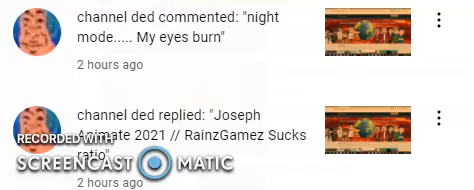 channel ded commented: "night
mode..... My eyes burn"
2 hours ago
channel ded replied: "Joseph
Animate 2021 // RainzGamez Sucks
ratio"
2 hours ago
RECORDED WITH
SCREENCAST MATIC